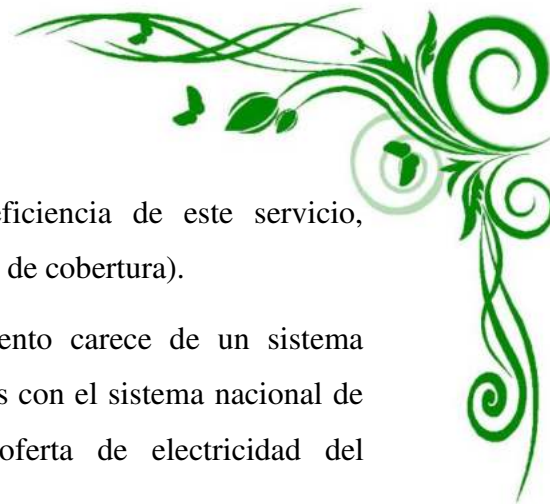 eficiencia de este servicio,
de cobertura).
ento carece de un sistema
s con el sistema nacional de
oferta de electricidad del